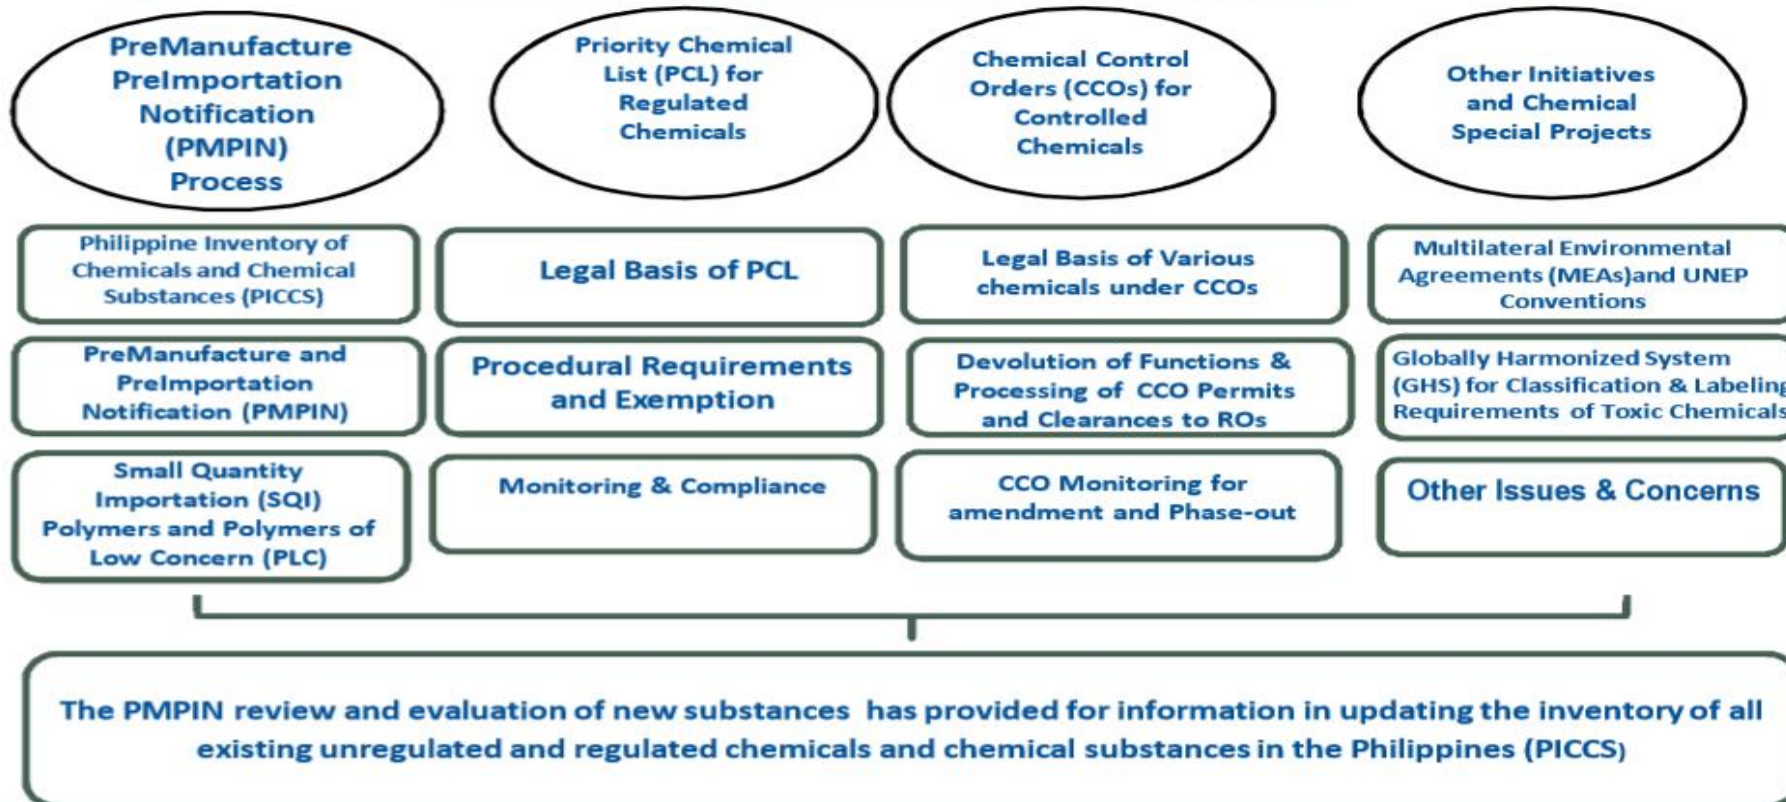 PreManufacture
PreImportation
Notification
(PMPIN)
Process
Priority Chemical
List (PCL) for
Regulated
Chemicals
Chemical Control
Orders (CCOs) for
Controlled
Chemicals
Other Initiatives
and Chemical
Special Projects
Philippine Inventory of
Chemicals and Chemical
Substances (PICCS)
Legal Basis of PCL
Legal Basis of Various
chemicals under CCOs
Multilateral Environmental
Agreements (MEAs)and UNEP
Conventions
PreManufacture and
PreImportation
Notification (PMPIN)
Procedural Requirements
and Exemption
Devolution of Functions &
Processing of CCO Permits
and Clearances to ROs
Globally Harmonized System
(GHS) for Classification & Labeling
Requirements of Toxic Chemicals
Small Quantity
Importation (SQI)
Polymers and Polymers of
Low Concern (PLC)
Monitoring & Compliance
CCO Monitoring for
amendment and Phase-out
Other Issues & Concerns
The PMPIN review and evaluation of new substances has provided for information in updating the inventory of all
existing unregulated and regulated chemicals and chemical substances in the Philippines (PICCS)